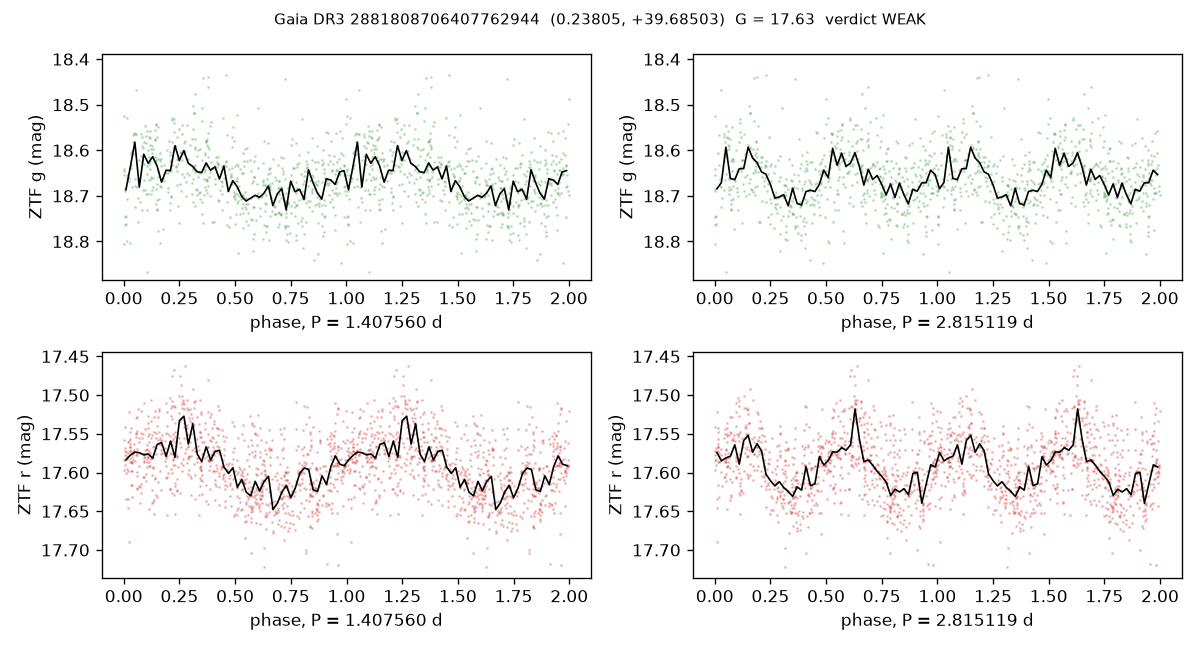 Gaia DR3 2881808706407762944 (0.23805, +39.68503) G = 17.63 verdict WEAK
18.4
18.5
18.6
18.7
18.8
ZTF g (mag)
0.00 0.25 0.50 0.75 1.00 1.25 1.50 1.75 2.00
phase, P = 1.407560 d
18.4
18.5
18.6
18.7
18.8
ZTF g (mag)
0.00 0.25 0.50 0.75 1.00 1.25 1.50 1.75 2.00
phase, P = 2.815119 d
17.45
17.50
17.55
17.60
17.65
17.70
ZTF r (mag)
0.00 0.25 0.50 0.75 1.00 1.25 1.50 1.75 2.00
phase, P = 1.407560 d
17.45
17.50
17.55
17.60
17.65
17.70
ZTF r (mag)
0.00 0.25 0.50 0.75 1.00 1.25 1.50 1.75 2.00
phase, P = 2.815119 d